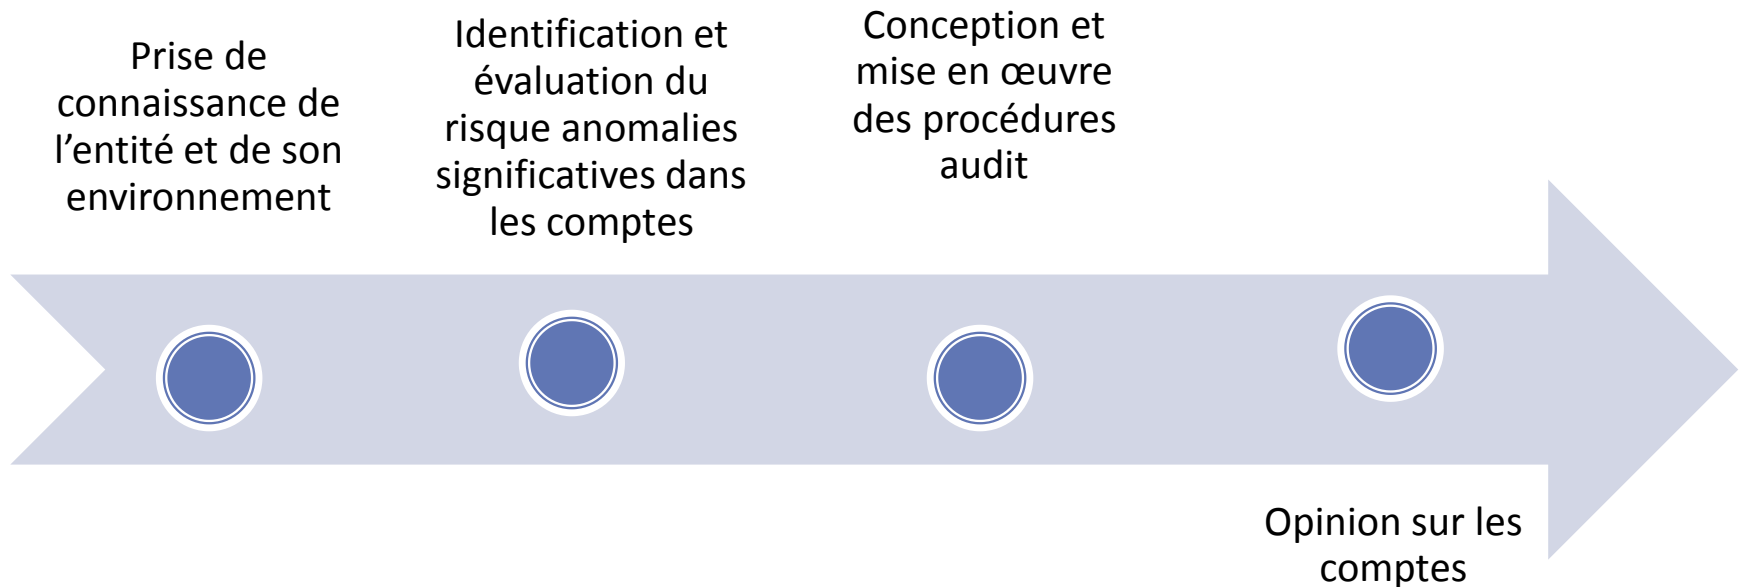 Prise de
connaissance de
l’entité et de son
environnement
Identification et
évaluation du
risque anomalies
significatives dans
les comptes
Conception et
mise en œuvre
des procédures
audit
Opinion sur les
comptes